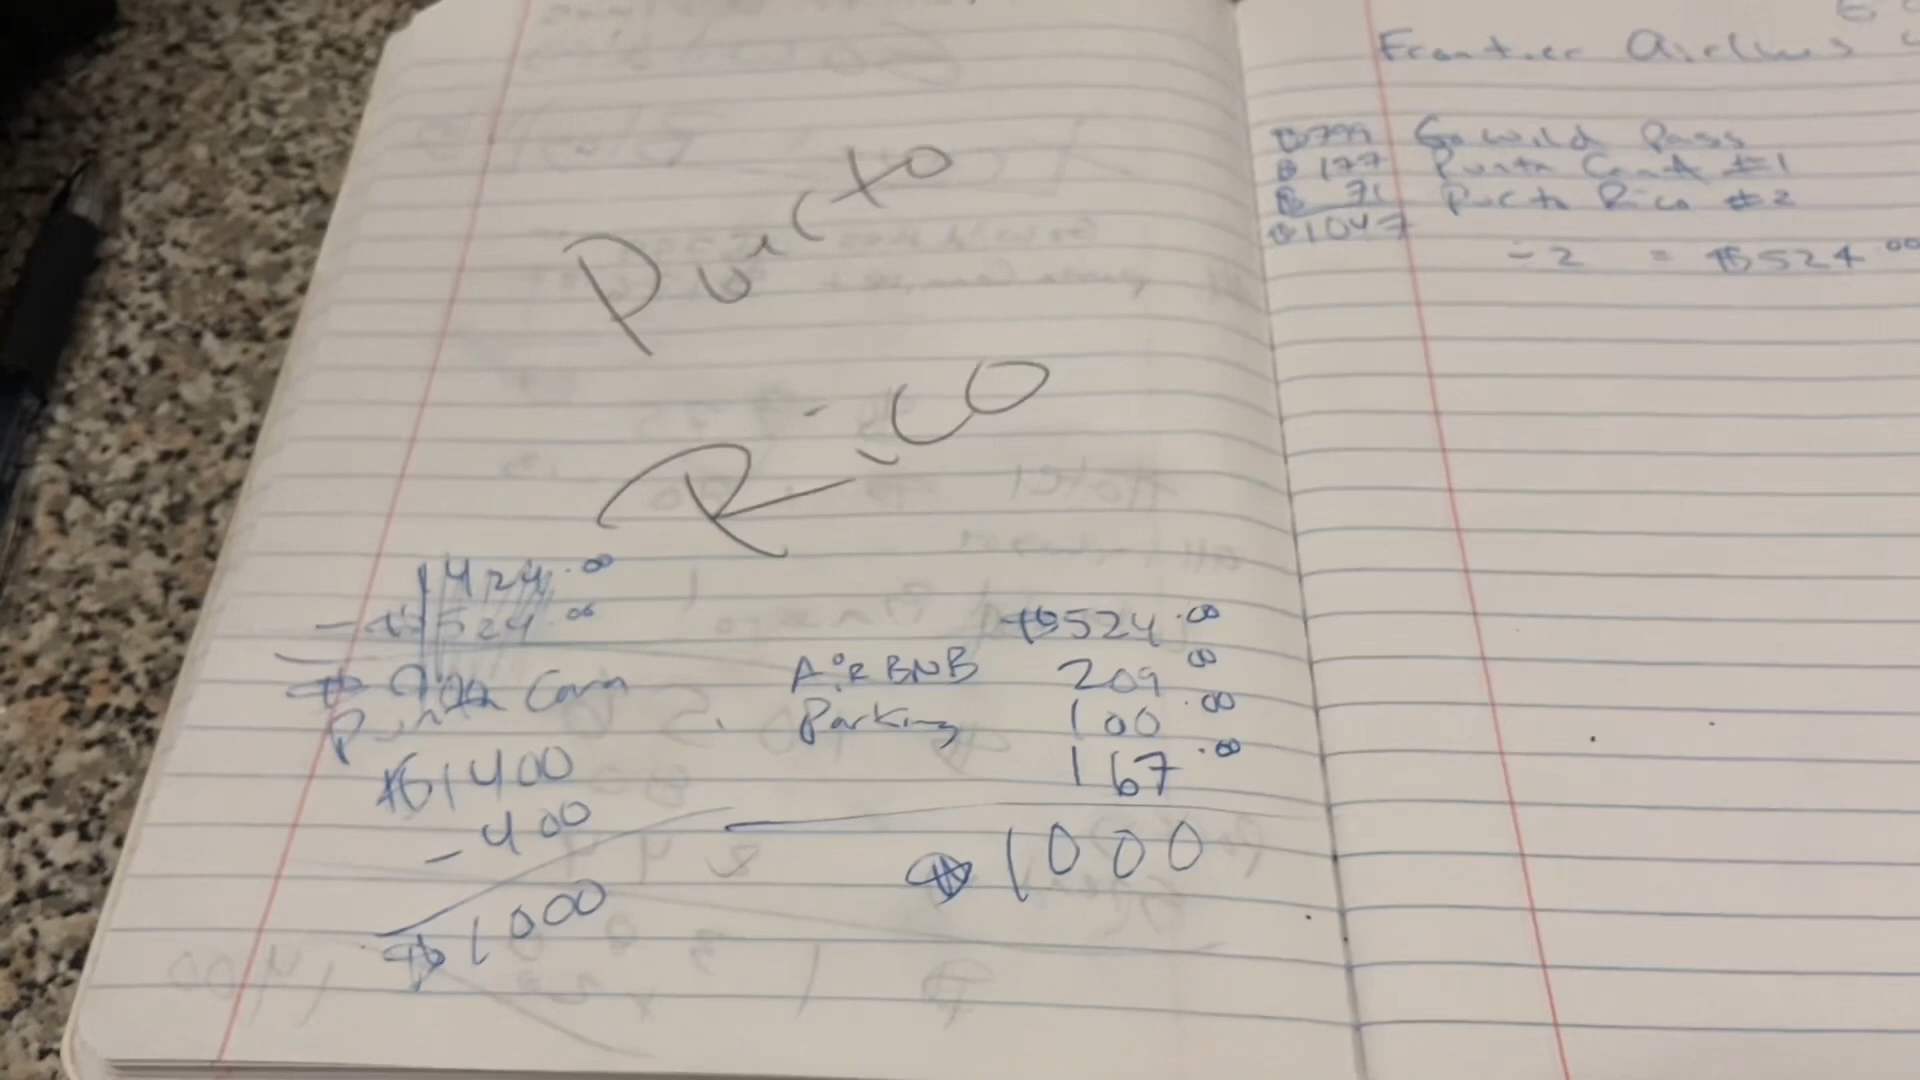 Puerto
Rico
1424.00
- $524.00
Punta Cana
$1400
- 400
$1000
$524.00
AirBNB 209.00
Parking 100.00
167.00
$1000
Frontier Airlines
$799 Go wild Pass
$177 Punta Cana #1
$71 Puerto Rico #2
$1047
- 2 = $524.00